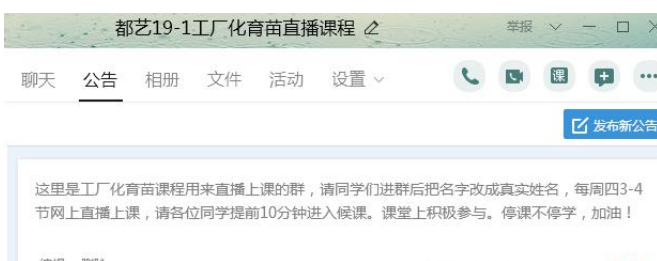 都艺19-1工厂化育苗直播课程
举报
聊天 公告 相册 文件 活动 设置
课
发布新公告
这里是工厂化育苗课程用来直播上课的群，请同学们进群后把名字改成真实姓名，每周四3-4
节网上直播上课，请各位同学提前10分钟进入候课。课堂上积极参与。停课不停学，加油！